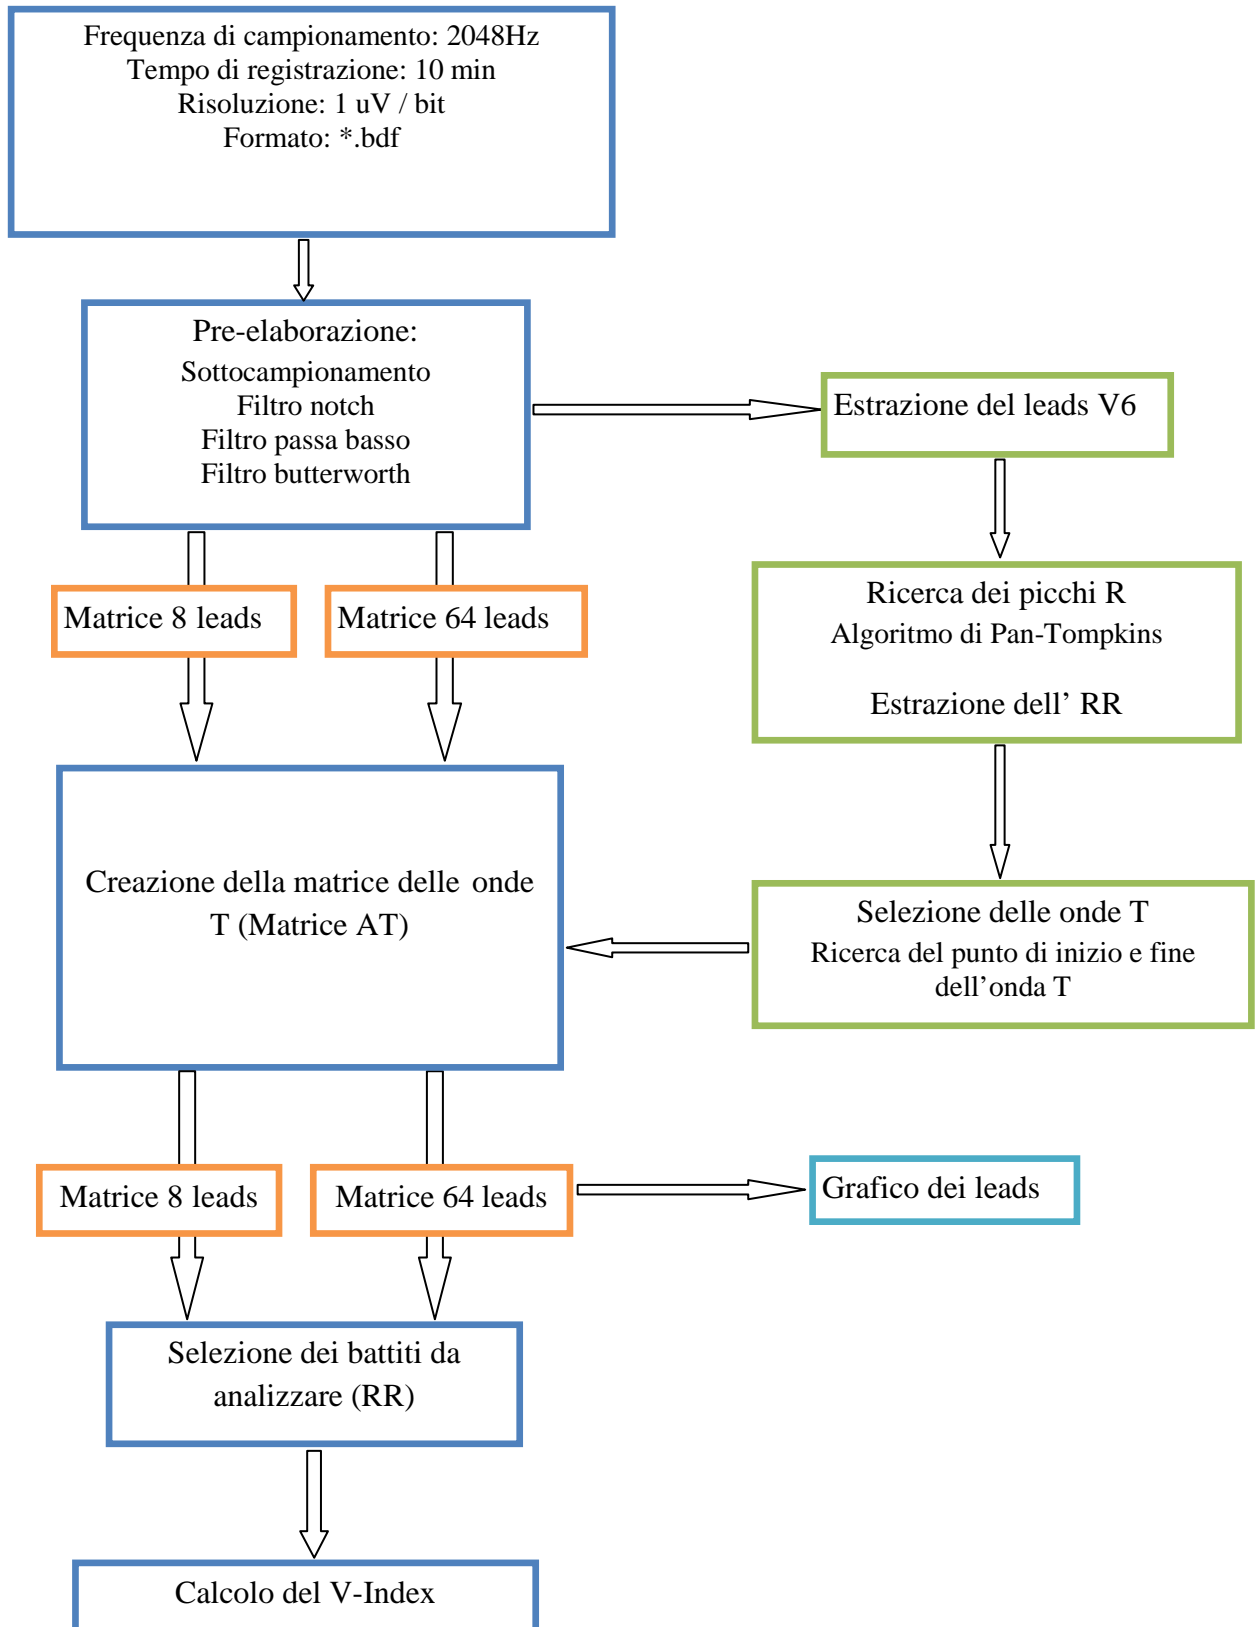 Frequenza di campionamento: 2048Hz
Tempo di registrazione: 10 min
Risoluzione: 1 uV / bit
Formato: *.bdf
Pre-elaborazione:
Sottocampionamento
Filtro notch
Filtro passa basso
Filtro butterworth
Estrazione del leads V6
Matrice 8 leads
Matrice 64 leads
Ricerca dei picchi R
Algoritmo di Pan-Tompkins
Estrazione dell’ RR
Creazione della matrice delle onde
T (Matrice AT)
Selezione delle onde T
Ricerca del punto di inizio e fine
dell’onda T
Matrice 8 leads
Matrice 64 leads
Grafico dei leads
Selezione dei battiti da
analizzare (RR)
Calcolo del V-Index